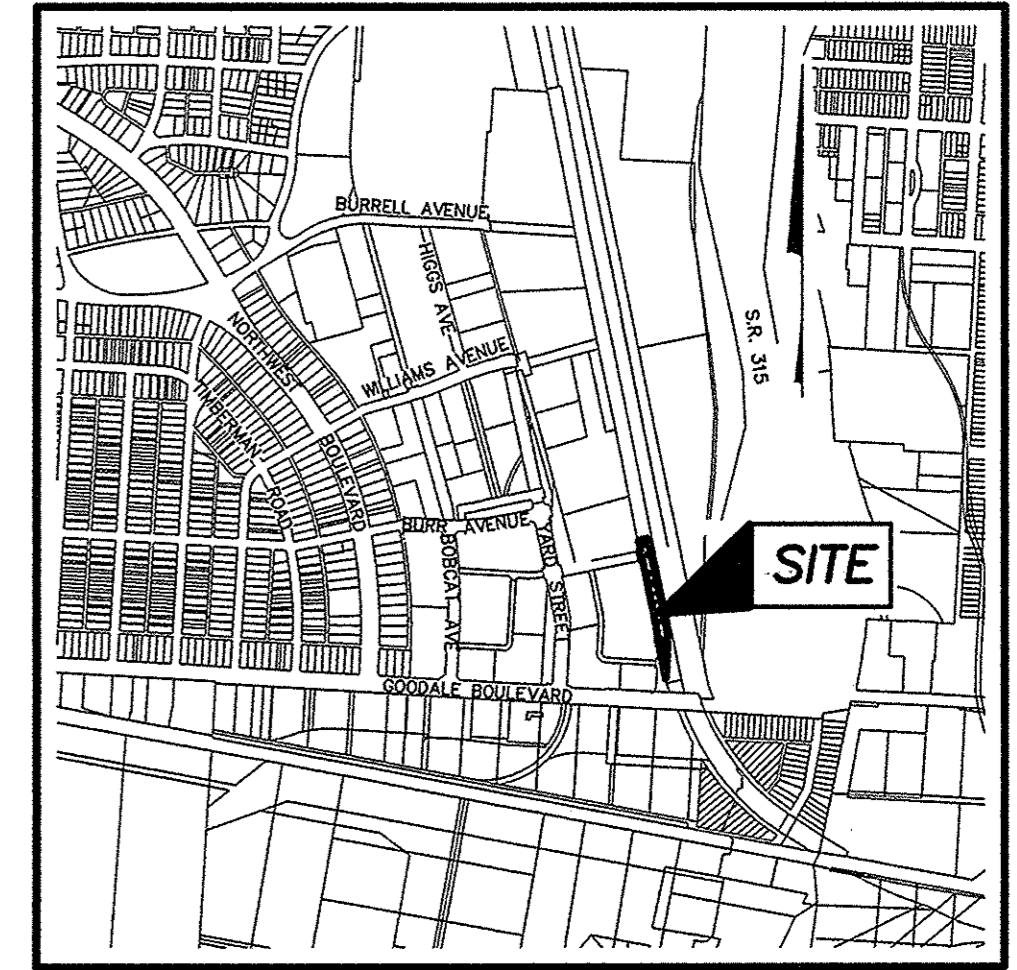 BURRELL AVENUE
HIGGS AVE
S.R. 315
NORTHWEST
BOULEVARD
WILLIAMS AVENUE
TIMBERMAN ROAD
BURR AVENUE
BOBCAT AVE
YARD STREET
SITE
GOODALE BOULEVARD